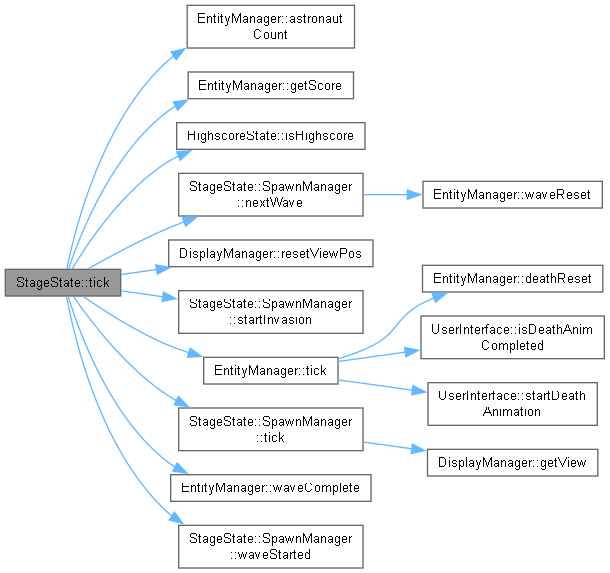 EntityManager::astronaut
Count
EntityManager::getScore
HighscoreState::isHighscore
StageState::SpawnManager
::nextWave
EntityManager::waveReset
DisplayManager::resetViewPos
StageState::tick
EntityManager::deathReset
StageState::SpawnManager
::startInvasion
UserInterface::isDeathAnim
Completed
EntityManager::tick
UserInterface::startDeath
Animation
StageState::SpawnManager
::tick
DisplayManager::getView
EntityManager::waveComplete
StageState::SpawnManager
::waveStarted